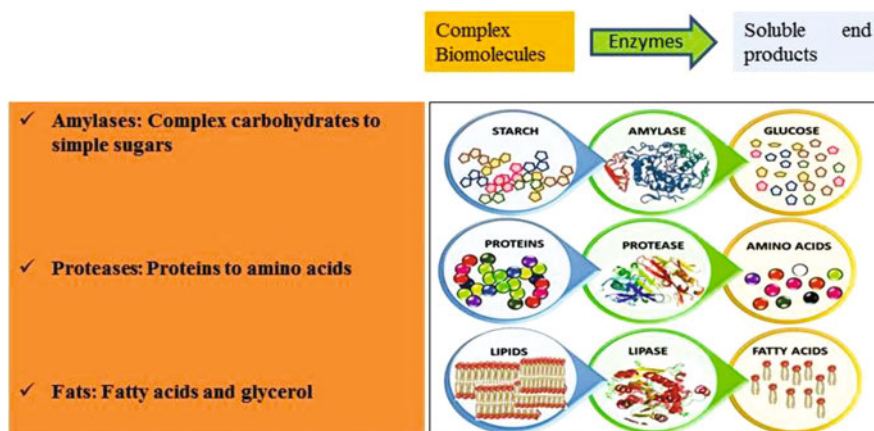 Complex
Biomolecules
Enzymes
Soluble end
products
✓ Amylases: Complex carbohydrates to
simple sugars
✓ Proteases: Proteins to amino acids
✓ Fats: Fatty acids and glycerol
STARCH
AMYLASE
GLUCOSE
PROTEINS
PROTEASE
AMINO ACIDS
LIPIDS
LIPASE
FATTY ACIDS